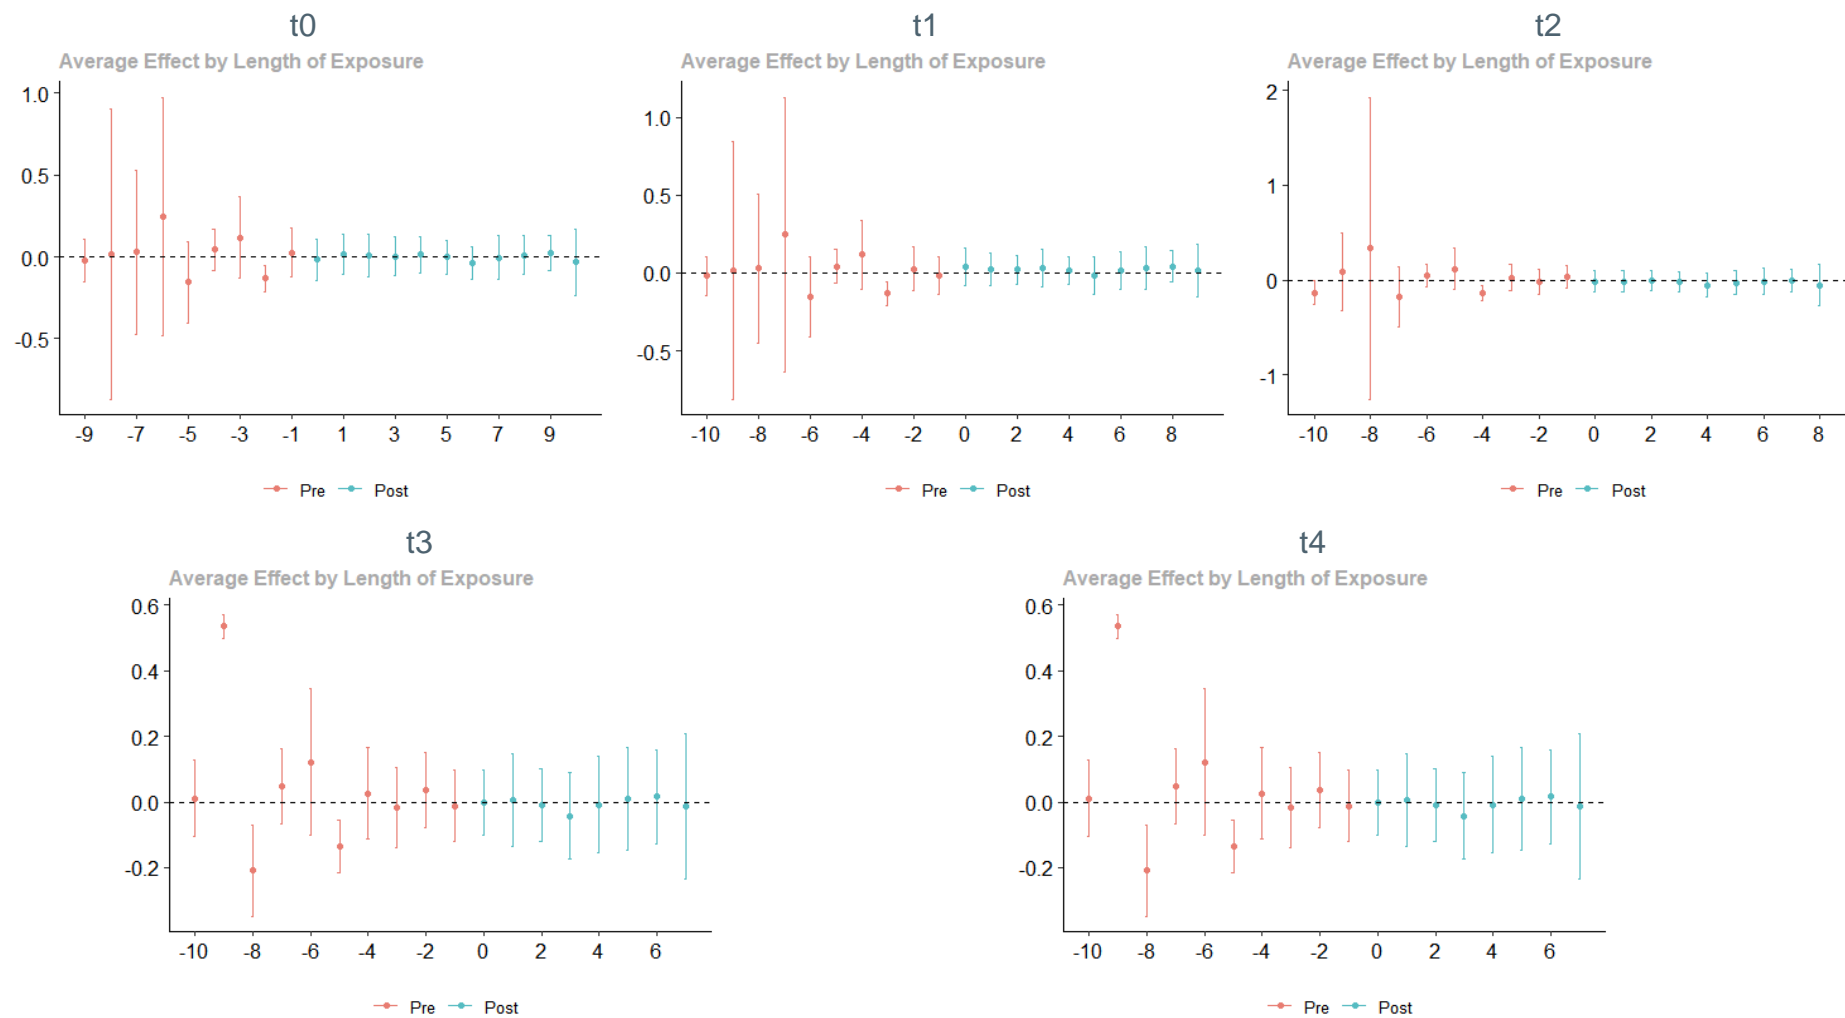 t0
Average Effect by Length of Exposure
1.0
0.5
0.0
-0.5
-9 -7 -5 -3 -1 1 3 5 7 9
Pre Post
t1
Average Effect by Length of Exposure
1.0
0.5
0.0
-0.5
-10 -8 -6 -4 -2 0 2 4 6 8
Pre Post
t2
Average Effect by Length of Exposure
2
1
0
-1
-10 -8 -6 -4 -2 0 2 4 6 8
Pre Post
t3
Average Effect by Length of Exposure
0.6
0.4
0.2
0.0
-0.2
-10 -8 -6 -4 -2 0 2 4 6
Pre Post
t4
Average Effect by Length of Exposure
0.6
0.4
0.2
0.0
-0.2
-10 -8 -6 -4 -2 0 2 4 6
Pre Post